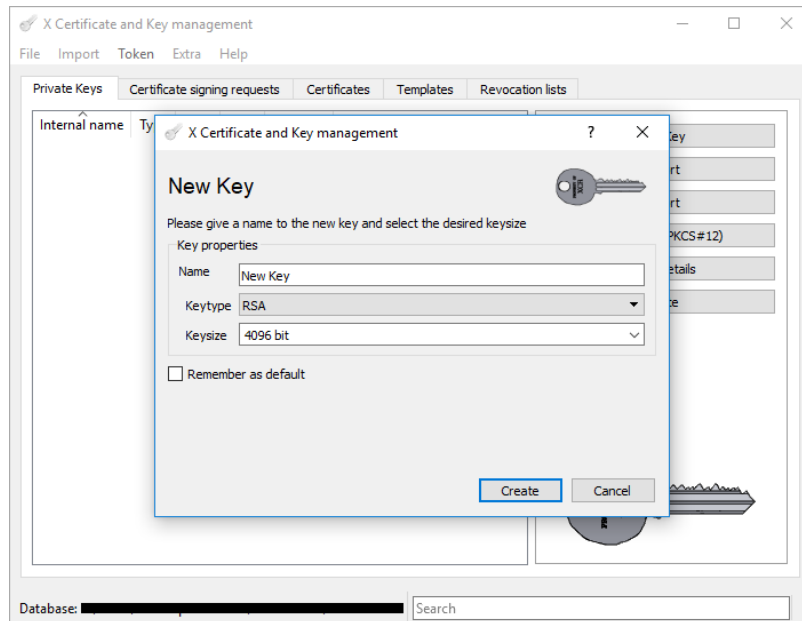 X Certificate and Key management
File Import Token Extra Help
Private Keys Certificate signing requests Certificates Templates Revocation lists
Internal name
X Certificate and Key management ?
New Key
Please give a name to the new key and select the desired keysize
Key properties
Name New Key
Keytype RSA
Keysize 4096 bit
Remember as default
Create Cancel
PKCS#12)
Database: Search